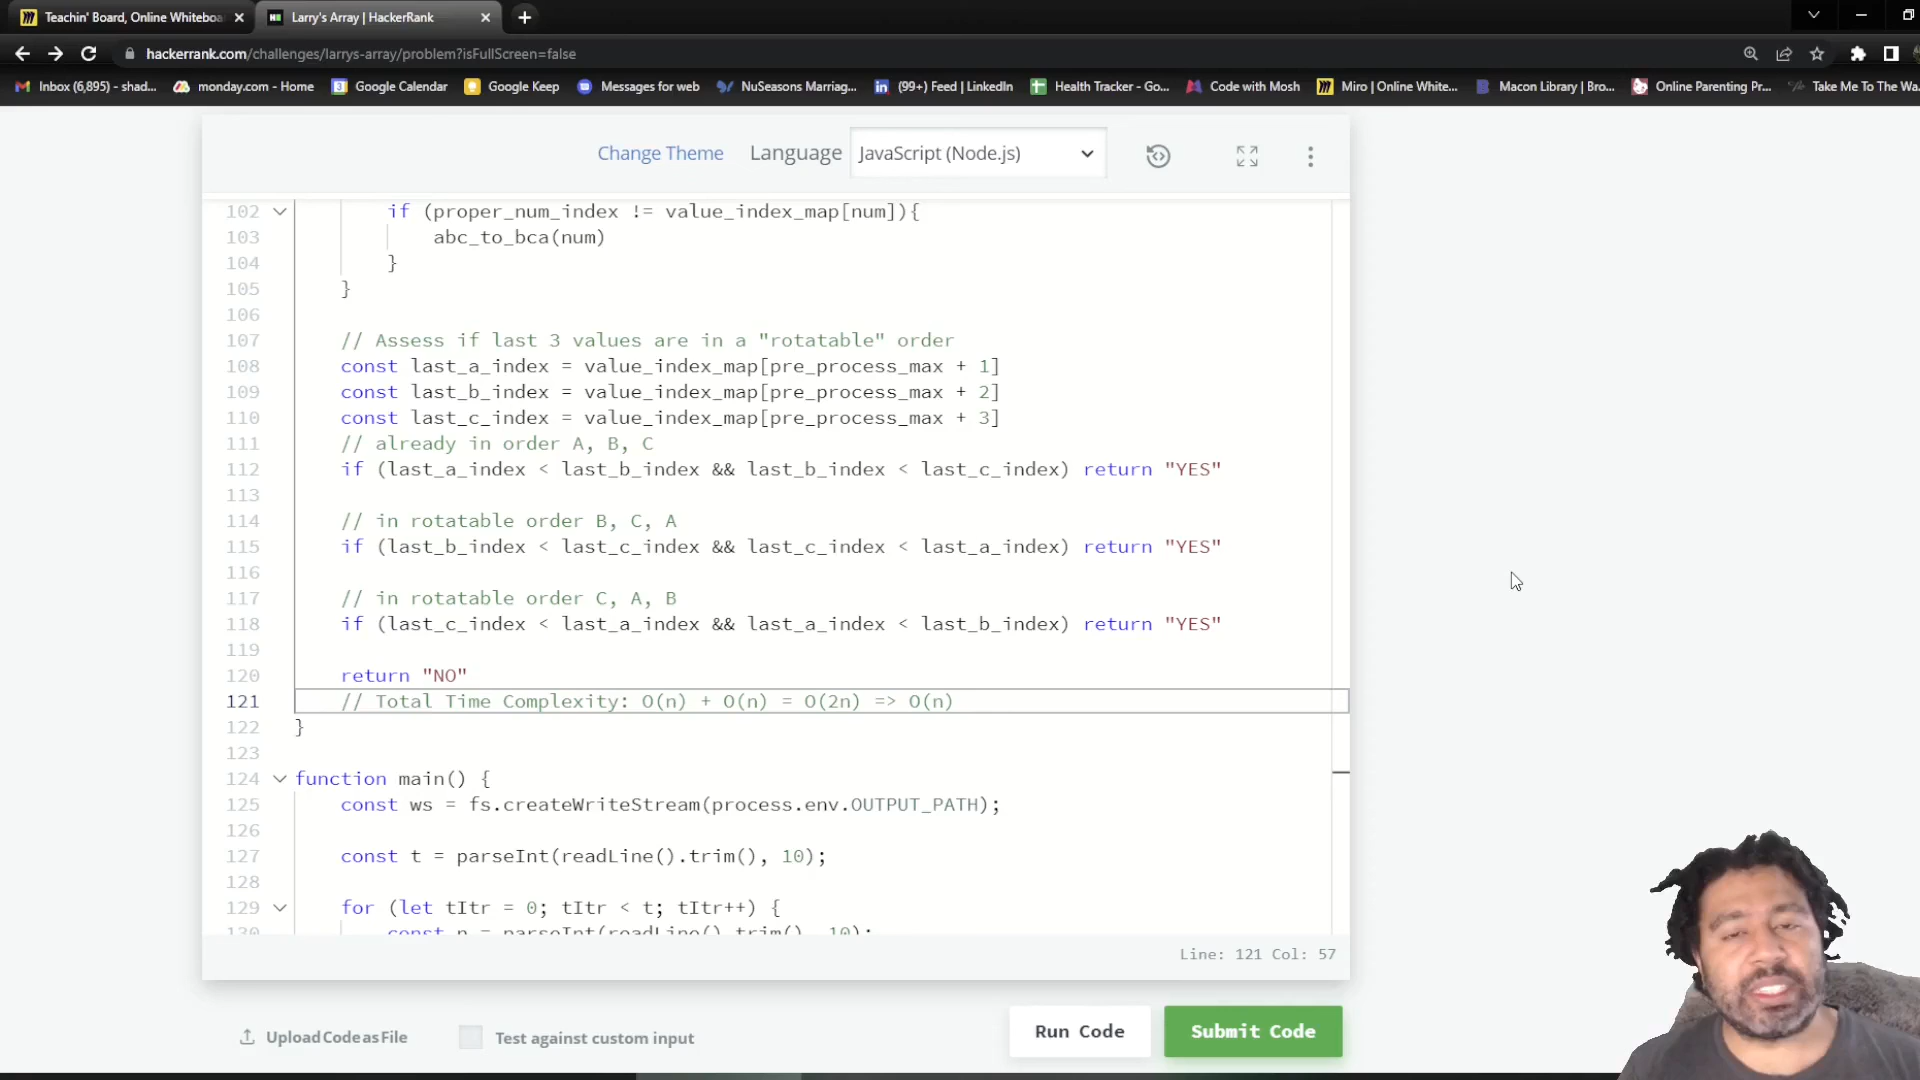 Teachin' Board, Online Whiteboa
Larry's Array | HackerRank
hackerrank.com/challenges/larrys-array/problem?isFullScreen=false
Inbox (6,895) - shad...
monday.com - Home
Google Calendar
Google Keep
Messages for web
NuSeasons Marriag...
(99+) Feed | LinkedIn
Health Tracker - Go...
Code with Mosh
Miro | Online White...
Macon Library | Bro...
Online Parenting Pr...
Take Me To The Wa
Change Theme
Language
JavaScript (Node.js)
102 if (proper_num_index != value_index_map[num]){
103 abc_to_bca(num)
104 }
105 }
106
107 // Assess if last 3 values are in a "rotatable" order
108 const last_a_index = value_index_map[pre_process_max + 1]
109 const last_b_index = value_index_map[pre_process_max + 2]
110 const last_c_index = value_index_map[pre_process_max + 3]
111 // already in order A, B, C
112 if (last_a_index < last_b_index && last_b_index < last_c_index) return "YES"
113
114 // in rotatable order B, C, A
115 if (last_b_index < last_c_index && last_c_index < last_a_index) return "YES"
116
117 // in rotatable order C, A, B
118 if (last_c_index < last_a_index && last_a_index < last_b_index) return "YES"
119
120 return "NO"
121 // Total Time Complexity: O(n) + O(n) = O(2n) => O(n)
122 }
123
124 function main() {
125 const ws = fs.createWriteStream(process.env.OUTPUT_PATH);
126
127 const t = parseInt(readLine().trim(), 10);
128
129 for (let tItr = 0; tItr < t; tItr++) {
130 const n = parseInt(readLine().trim(), 10);
Line: 121 Col: 57
Upload Code as File
Test against custom input
Run Code
Submit Code